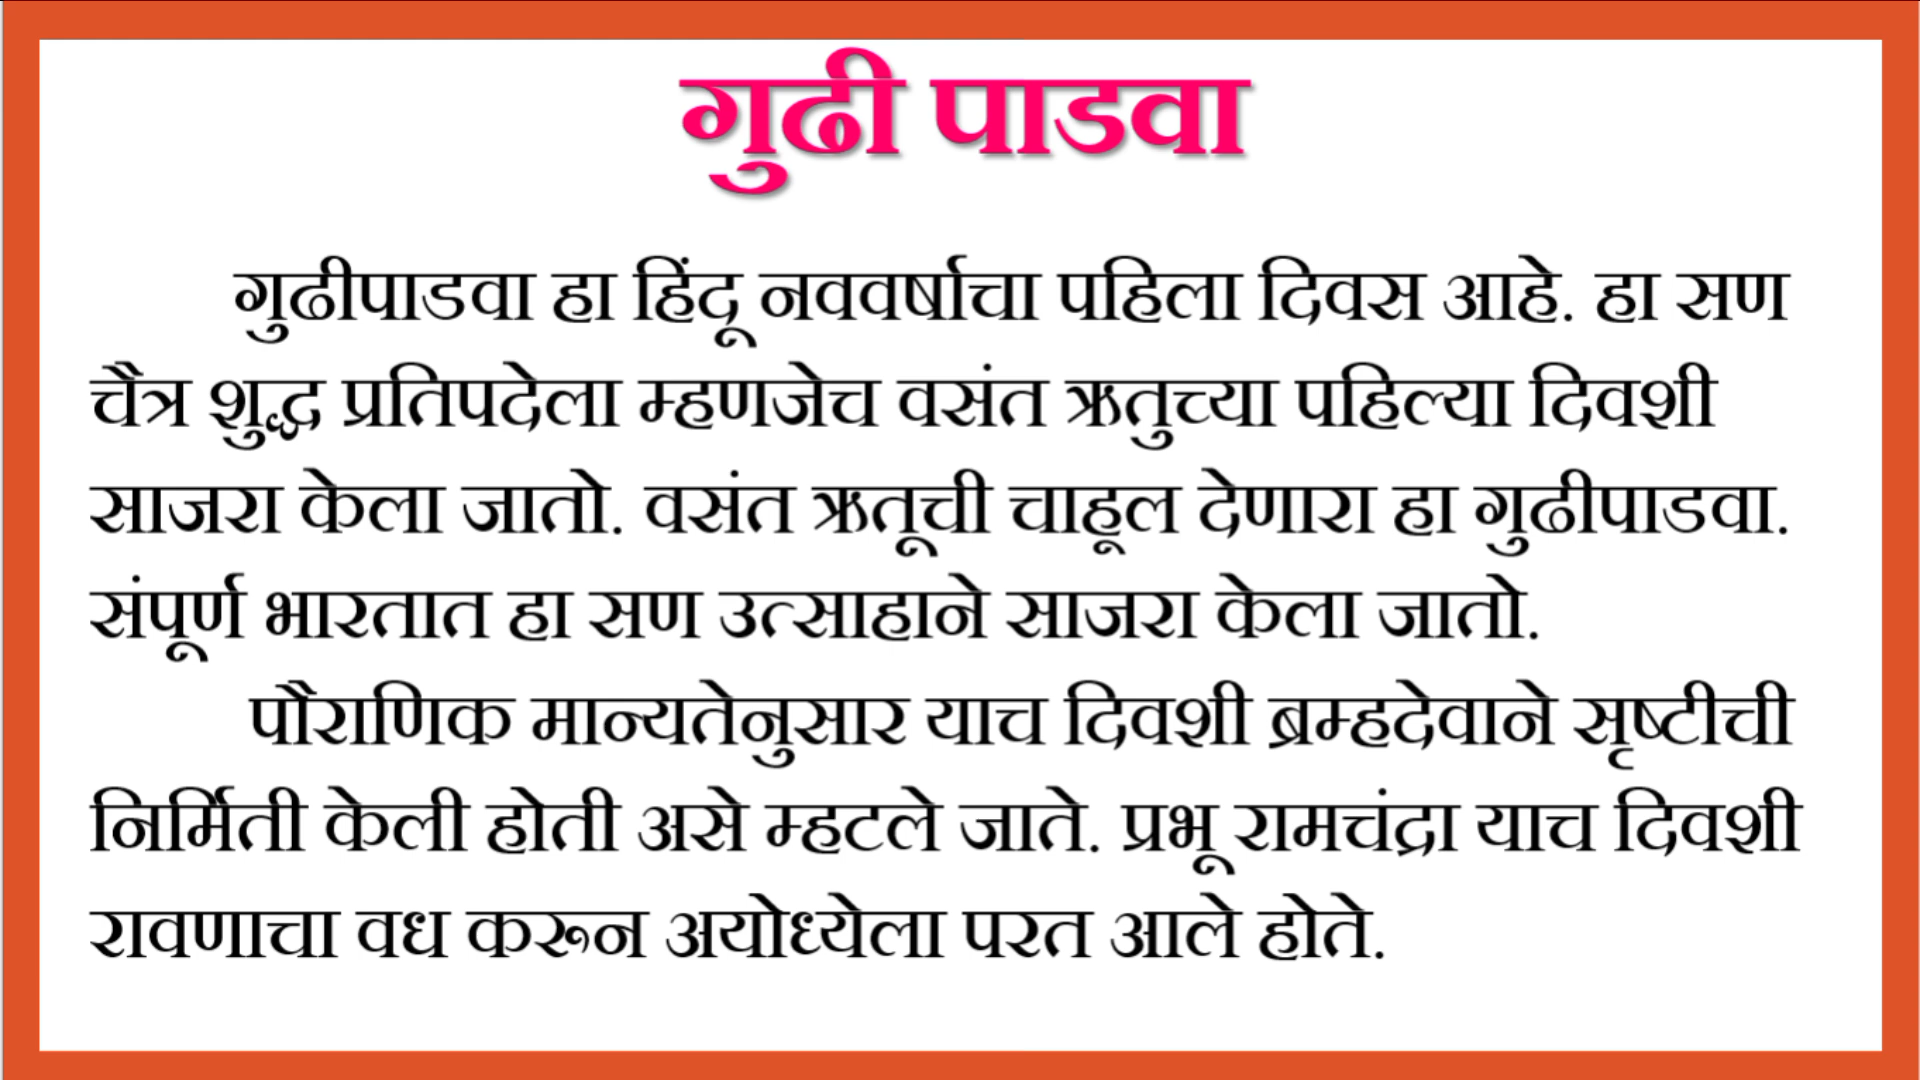 गुढी पाडवा
गुढीपाडवा हा हिंदू नववर्षाचा पहिला दिवस आहे. हा सण
चैत्र शुद्ध प्रतिपदेला म्हणजेच वसंत ऋतुच्या पहिल्या दिवशी
साजरा केला जातो. वसंत ऋतूची चाहूल देणारा हा गुढीपाडवा.
संपूर्ण भारतात हा सण उत्साहाने साजरा केला जातो.
पौराणिक मान्यतेनुसार याच दिवशी ब्रम्हदेवाने सृष्टीची
निर्मिती केली होती असे म्हटले जाते. प्रभू रामचंद्रा याच दिवशी
रावणाचा वध करून अयोध्येला परत आले होते.